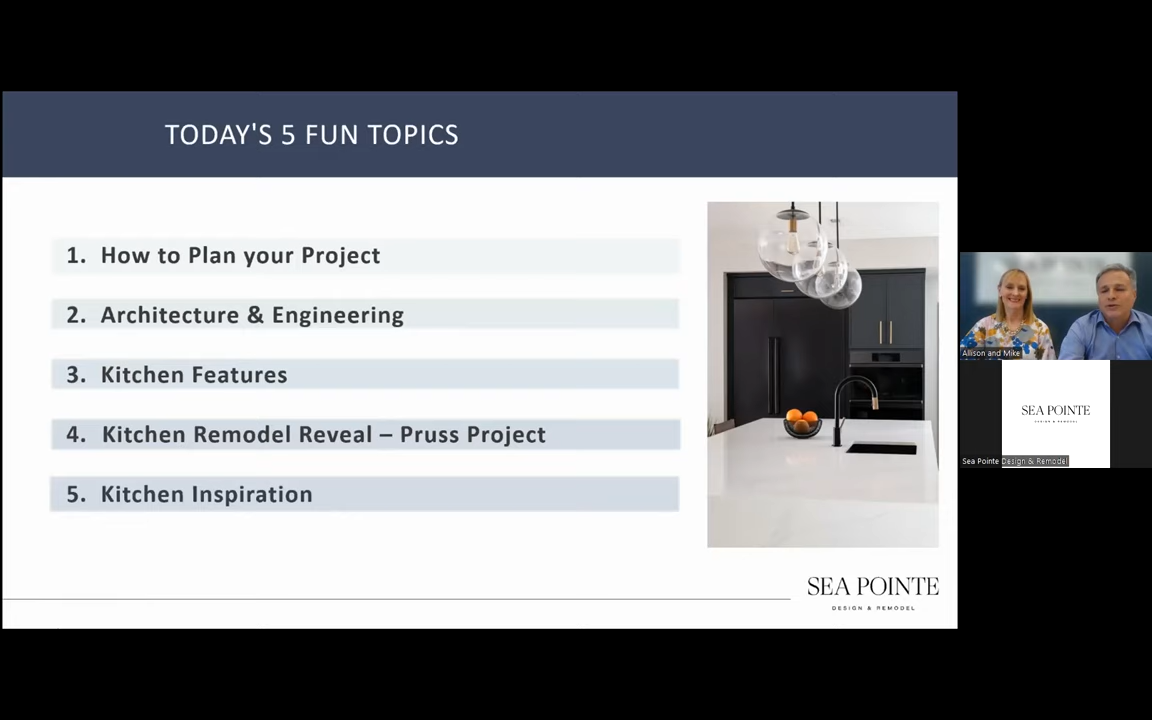 TODAY'S 5 FUN TOPICS
1. How to Plan your Project
2. Architecture & Engineering
3. Kitchen Features
4. Kitchen Remodel Reveal – Pruss Project
5. Kitchen Inspiration
SEA POINTE
DESIGN & REMODEL
Allison and Mike
SEA POINTE
DESIGN & REMODEL
Sea Pointe Design & Remodel